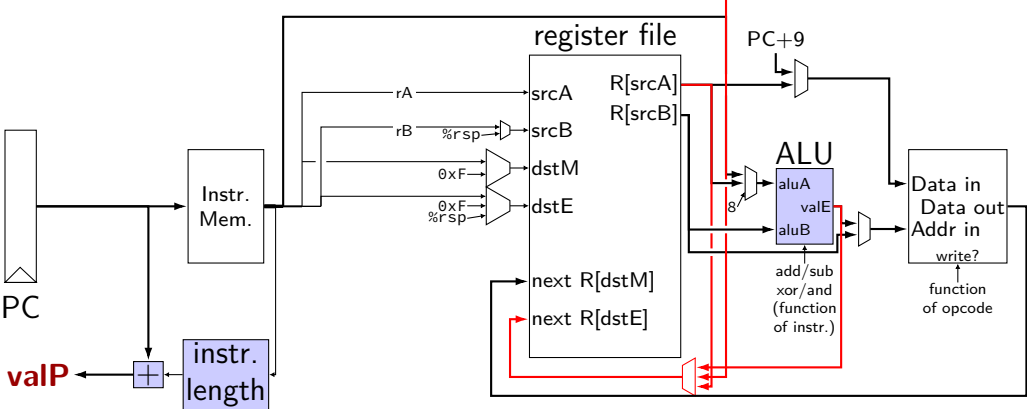 register file
PC+9
rA
srcA
R[srcA]
R[srcB]
rB
%rsp
srcB
ALU
Instr.
Mem.
0xF
dstM
8
aluA
valE
aluB
Data in
Data out
Addr in
write?
0xF
%rsp
dstE
add/sub
xor/and
(function
of instr.)
function
of opcode
PC
next R[dstM]
next R[dstE]
valP
+
instr.
length